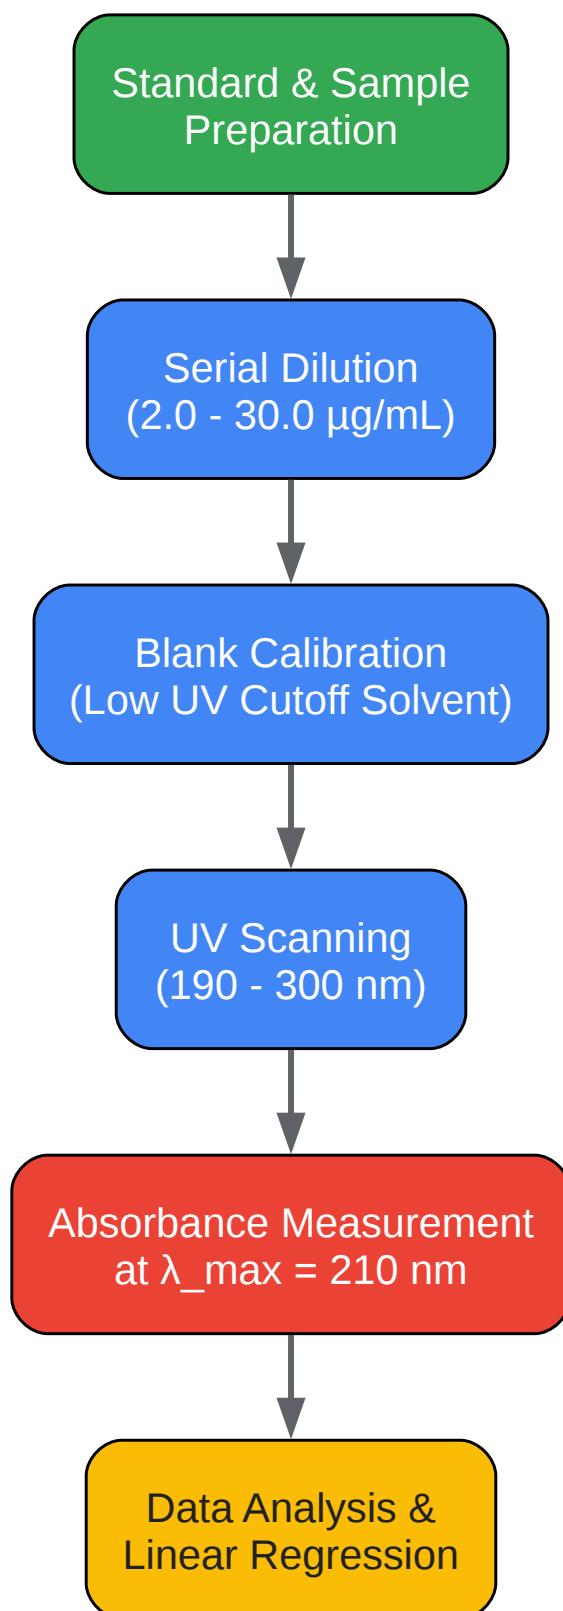 Standard & Sample
Preparation
Serial Dilution
(2.0 - 30.0 µg/mL)
Blank Calibration
(Low UV Cutoff Solvent)
UV Scanning
(190 - 300 nm)
Absorbance Measurement
at λ_max = 210 nm
Data Analysis &
Linear Regression